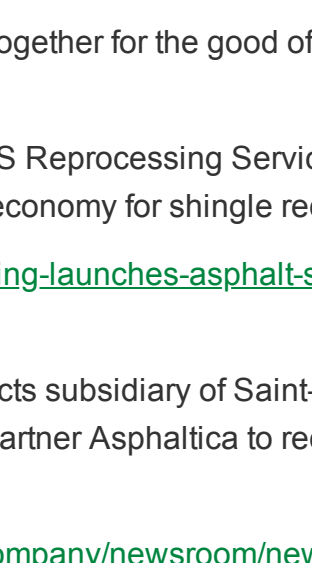 ogether for the good of
S Reprocessing Servic
economy for shingle re
ing-launches-asphalt-s
cts subsidiary of Saint-
artner Asphaltica to re
ompany/newsroom/new